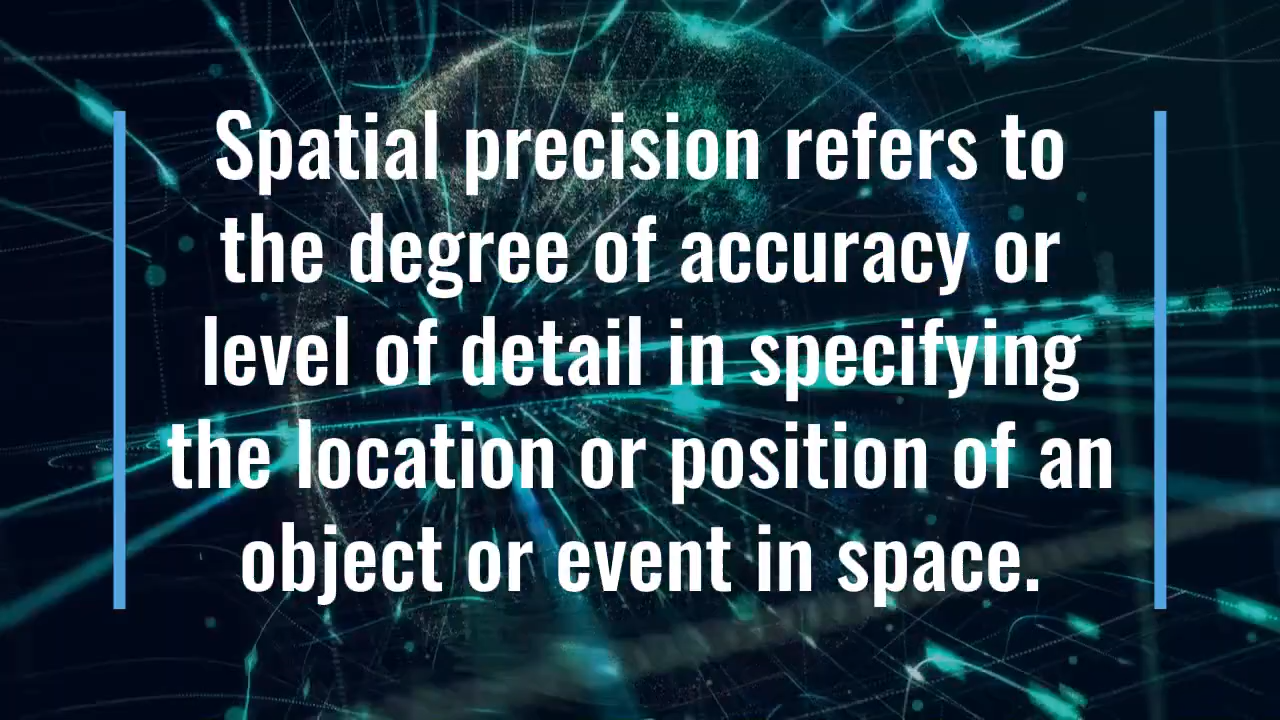 Spatial precision refers to
the degree of accuracy or
level of detail in specifying
the location or position of an
object or event in space.